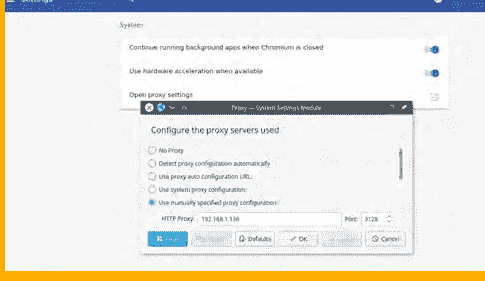 Settings
System
Continue running background apps when Chromium is closed
Use hardware acceleration when available
Open proxy settings
Proxy — System Settings Module
Configure the proxy servers used
No Proxy
Detect proxy configuration automatically
Use proxy auto configuration URL:
Use system proxy configuration:
Use manually specified proxy configuration:
HTTP Proxy: 192.168.1.136 Port: 3128
Defaults OK Cancel